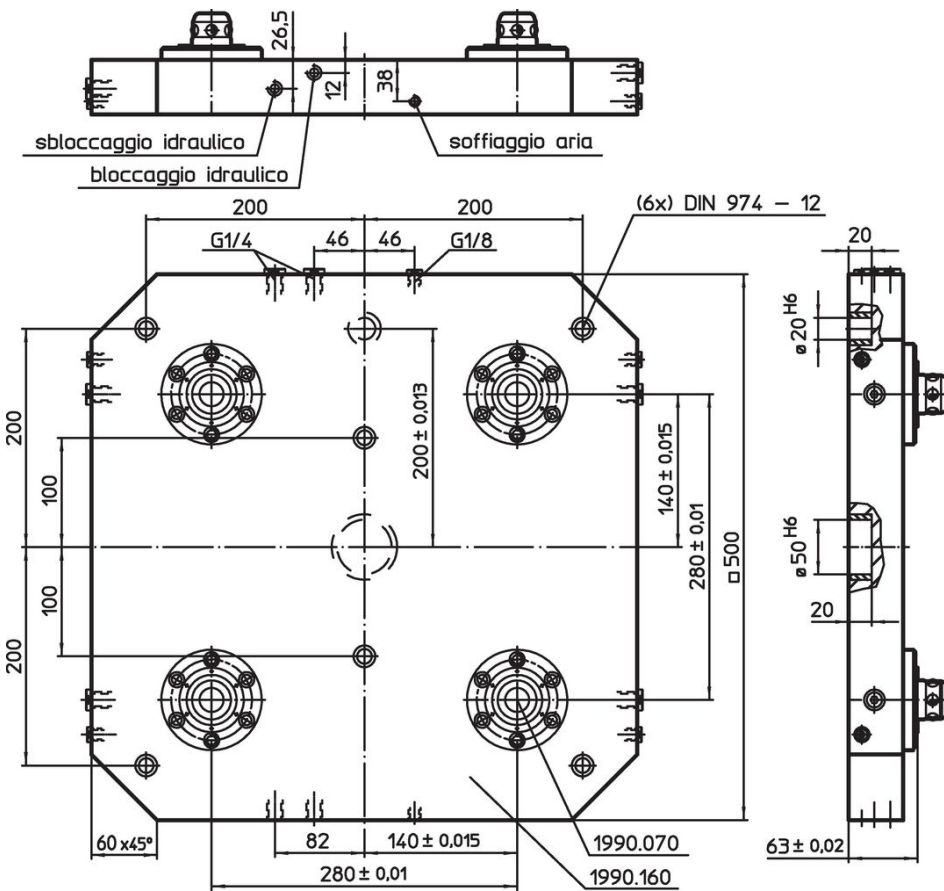 26,5
12
38
sbloccaggio idraulico
soffiaggio aria
bloccaggio idraulico
200
200
(6x) DIN 974 – 12
G1/4
46
46
G1/8
20
ø20 H6
200
100
200 ± 0,013
140 ± 0,015
280 ± 0,01
□500
ø50 H6
20
100
200
60 x45°
82
140 ± 0,015
280 ± 0,01
1990.070
1990.160
63 ± 0,02